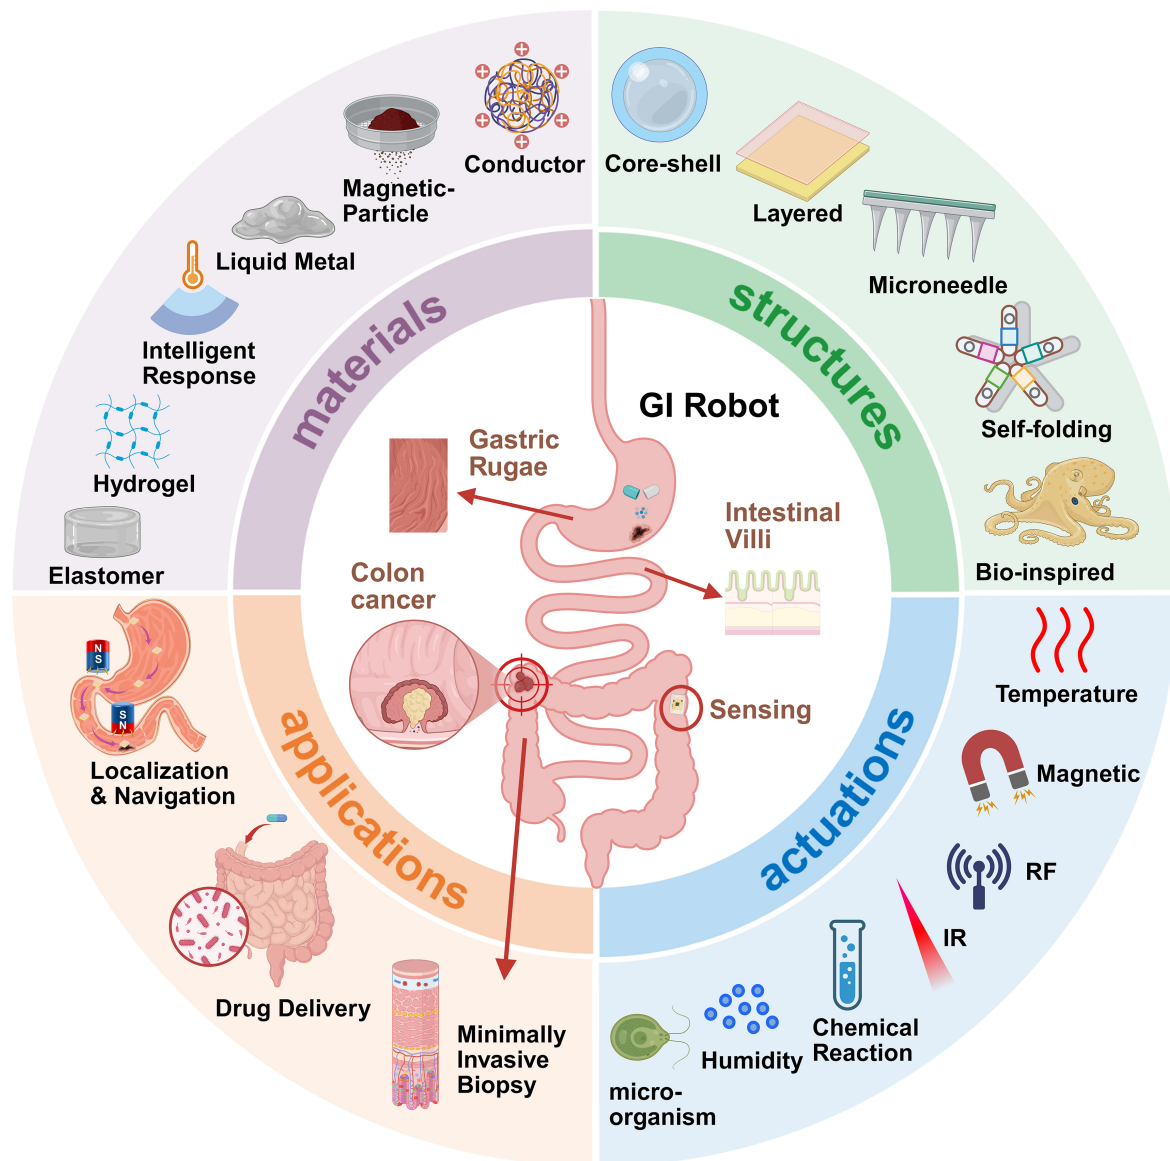 Conductor
Magnetic-
Particle
Liquid Metal
Intelligent
Response
Hydrogel
Elastomer
materials
Core-shell
Layered
Microneedle
Self-folding
Bio-inspired
structures
GI Robot
Gastric
Rugae
Intestinal
Villi
Colon
cancer
Sensing
applications
N
S
S
N
Localization
& Navigation
Drug Delivery
Minimally
Invasive
Biopsy
actuations
Temperature
Magnetic
RF
IR
Chemical
Reaction
Humidity
micro-
organism